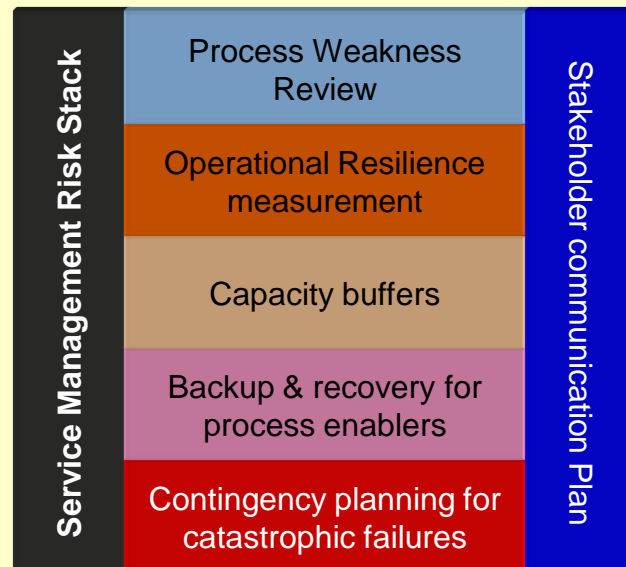 Service Management Risk Stack
Process Weakness
Review
Operational Resilience
measurement
Capacity buffers
Backup & recovery for
process enablers
Contingency planning for
catastrophic failures
Stakeholder communication Plan